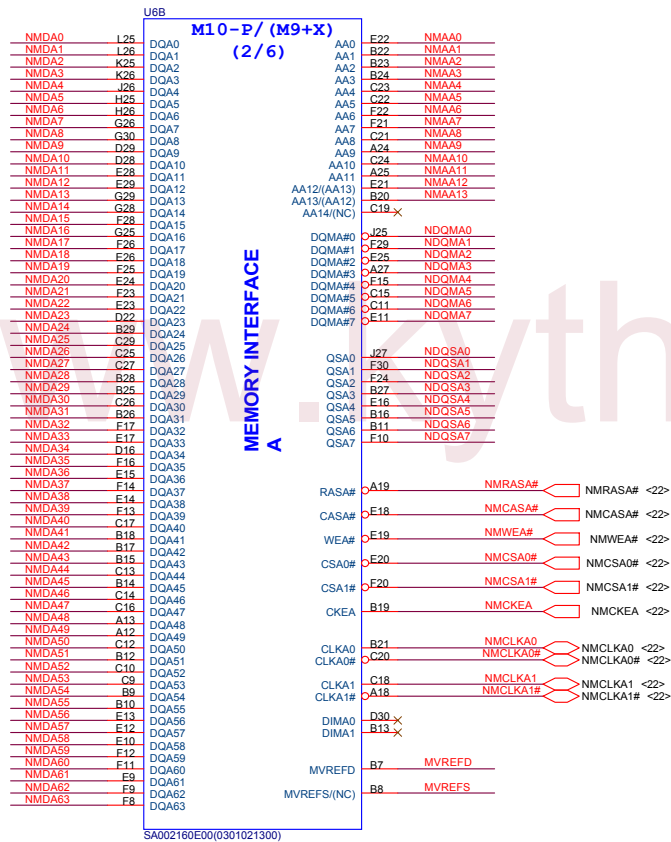 U6B
M10-P/(M9+X)
(2/6)
NMDA0 L25 DQA0
NMDA1 L26 DQA1
NMDA2 K25 DQA2
NMDA3 K26 DQA3
NMDA4 J26 DQA4
NMDA5 H25 DQA5
NMDA6 H26 DQA6
NMDA7 G26 DQA7
NMDA8 G30 DQA8
NMDA9 D29 DQA9
NMDA10 D28 DQA10
NMDA11 E28 DQA11
NMDA12 E29 DQA12
NMDA13 G29 DQA13
NMDA14 G28 DQA14
NMDA15 F28 DQA15
NMDA16 G25 DQA16
NMDA17 F26 DQA17
NMDA18 E26 DQA18
NMDA19 F25 DQA19
NMDA20 E24 DQA20
NMDA21 F23 DQA21
NMDA22 E23 DQA22
NMDA23 D22 DQA23
NMDA24 B29 DQA24
NMDA25 C29 DQA25
NMDA26 C25 DQA26
NMDA27 C27 DQA27
NMDA28 B28 DQA28
NMDA29 B25 DQA29
NMDA30 C26 DQA30
NMDA31 B26 DQA31
NMDA32 F17 DQA32
NMDA33 E17 DQA33
NMDA34 D16 DQA34
NMDA35 F16 DQA35
NMDA36 E15 DQA36
NMDA37 F14 DQA37
NMDA38 E14 DQA38
NMDA39 F13 DQA39
NMDA40 C17 DQA40
NMDA41 B18 DQA41
NMDA42 B17 DQA42
NMDA43 B15 DQA43
NMDA44 C13 DQA44
NMDA45 B14 DQA45
NMDA46 C14 DQA46
NMDA47 C16 DQA47
NMDA48 A13 DQA48
NMDA49 A12 DQA49
NMDA50 C12 DQA50
NMDA51 B12 DQA51
NMDA52 C10 DQA52
NMDA53 C9 DQA53
NMDA54 B9 DQA54
NMDA55 B10 DQA55
NMDA56 E13 DQA56
NMDA57 E12 DQA57
NMDA58 E10 DQA58
NMDA59 F12 DQA59
NMDA60 F11 DQA60
NMDA61 E9 DQA61
NMDA62 F9 DQA62
NMDA63 F8 DQA63
MEMORY INTERFACE
A
AA0 E22 NMAA0
AA1 B22 NMAA1
AA2 B23 NMAA2
AA3 B24 NMAA3
AA4 C23 NMAA4
AA5 C22 NMAA5
AA6 F22 NMAA6
AA7 F21 NMAA7
AA8 C21 NMAA8
AA9 A24 NMAA9
AA10 C24 NMAA10
AA11 A25 NMAA11
AA12/(AA13) E21 NMAA12
AA13/(AA12) B20 NMAA13
AA14/(NC) C19
DQMA#0 J25 NDQMA0
DQMA#1 F29 NDQMA1
DQMA#2 E25 NDQMA2
DQMA#3 A27 NDQMA3
DQMA#4 F15 NDQMA4
DQMA#5 C15 NDQMA5
DQMA#6 C11 NDQMA6
DQMA#7 E11 NDQMA7
QSA0 J27 NDQSA0
QSA1 F30 NDQSA1
QSA2 F24 NDQSA2
QSA3 B27 NDQSA3
QSA4 E16 NDQSA4
QSA5 B16 NDQSA5
QSA6 B11 NDQSA6
QSA7 F10 NDQSA7
RASA# A19 NMRASA# NMRASA# <22>
CASA# E18 NMCASA# NMCASA# <22>
WEA# E19 NMWEA# NMWEA# <22>
CSA0# E20 NMCSA0# NMCSA0# <22>
CSA1# F20 NMCSA1# NMCSA1# <22>
CKEA B19 NMCKEA NMCKEA <22>
CLKA0 B21 NMCLKA0 NMCLKA0 <22>
CLKA0# C20 NMCLKA0# NMCLKA0# <22>
CLKA1 C18 NMCLKA1 NMCLKA1 <22>
CLKA1# A18 NMCLKA1# NMCLKA1# <22>
DIMA0 D30
DIMA1 B13
MVREFD B7 MVREFD
MVREFS/(NC) B8 MVREFS
SA002160E00(0301021300)
ww.kyth